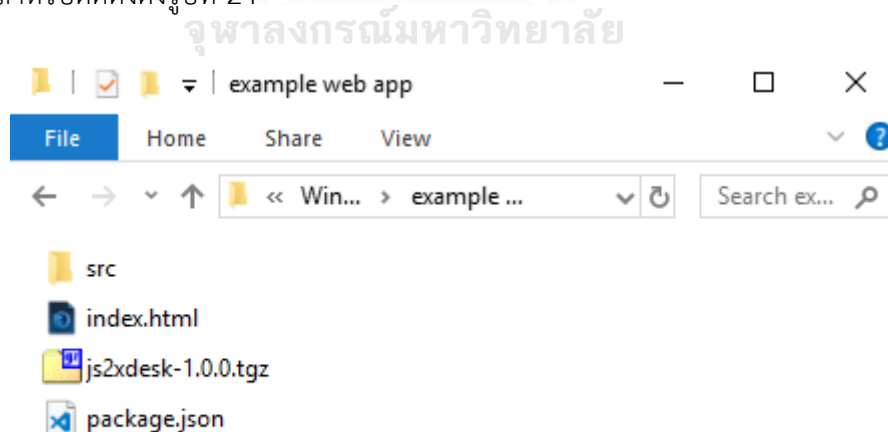 จุฬาลงกรณ์มหาวิทยาลัย
example web app
File Home Share View
« Win... > example ... Search ex...
src
index.html
js2xdesk-1.0.0.tgz
package.json